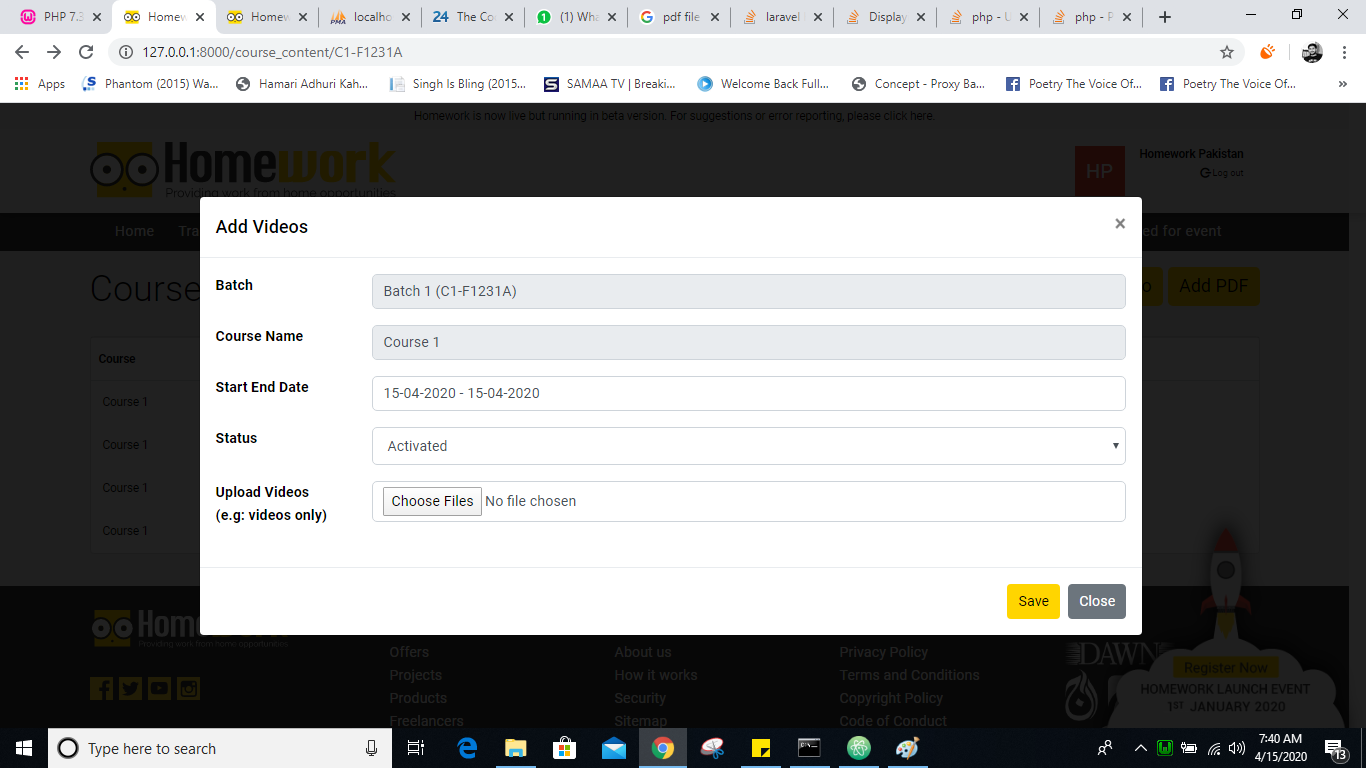 PHP 7.3
Homew
Homew
localho
The Co
(1) Wha
pdf file
laravel
Display
php - U
php - P
127.0.0.1:8000/course_content/C1-F1231A
Apps
Phantom (2015) Wa...
Hamari Adhuri Kah...
Singh Is Bling (2015...
SAMAA TV | Breaki...
Welcome Back Full...
Concept - Proxy Ba...
Poetry The Voice Of...
Poetry The Voice Of...
Homework is now live but running in beta version. For suggestions or error reporting, please click here.
Homework
Providing work from home opportunities
HP
Homework Pakistan
Log out
Home
Tra
ed for event
Course
o
Add PDF
Course
Course 1
Course 1
Course 1
Course 1
Add Videos
×
Batch
Batch 1 (C1-F1231A)
Course Name
Course 1
Start End Date
15-04-2020 - 15-04-2020
Status
Activated
Upload Videos
(e.g: videos only)
Choose Files No file chosen
Save
Close
Hom
Providing work from home opportunities
Offers
Projects
Products
Freelancers
About us
How it works
Security
Sitemap
Privacy Policy
Terms and Conditions
Copyright Policy
Code of Conduct
DAWN
Register Now
HOMEWORK LAUNCH EVENT
1ST JANUARY 2020
Type here to search
7:40 AM
4/15/2020
13